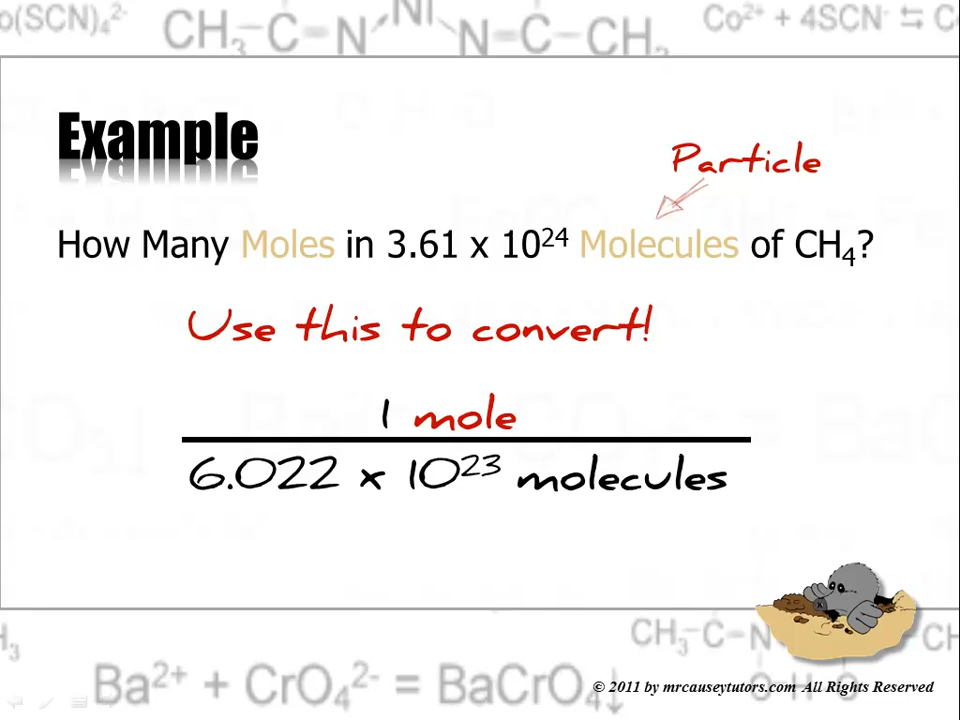 o(SCN)₄²⁻ CH₃-C=N NI N=C-CH₃ Co²⁺ + 4SCN⁻ ⇆ C
Example
Particle
How Many Moles in 3.61 x 10²⁴ Molecules of CH₄?
Use this to convert!
1 mole
6.022 x 10²³ molecules
CH₃-C=N
Ba²⁺ + CrO₄²⁻ = BaCrO₄↓
© 2011 by mrcauseytutors.com All Rights Reserved